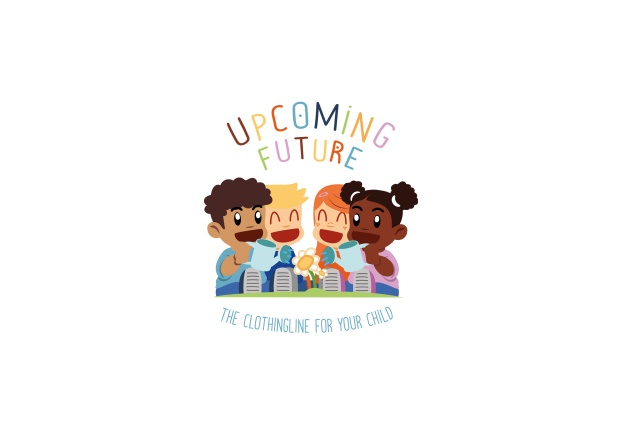 UPCOMiNG
FUTURE
THE CLOTHINGLINE FOR YOUR CHILD